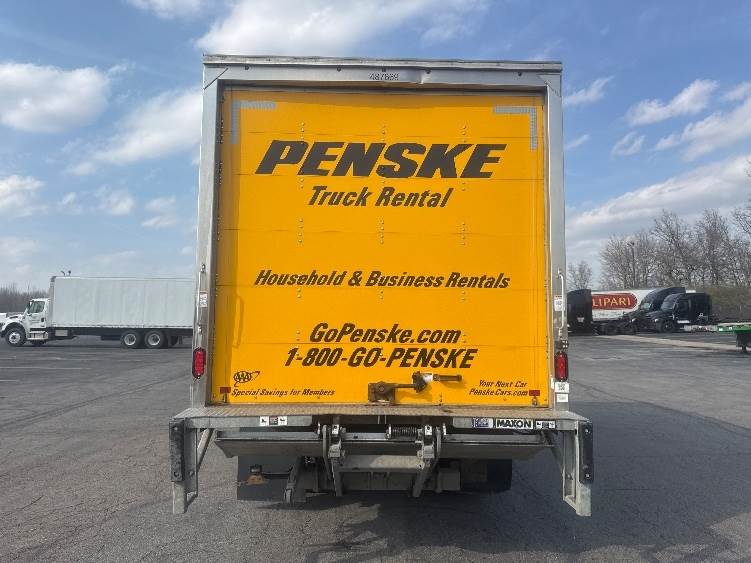 487869
PENSKE
Truck Rental
Household & Business Rentals
GoPenske.com
1-800-GO-PENSKE
AAA
Special Savings for Members
Your Next Car
PenskeCars.com
MAXON
LIPARI